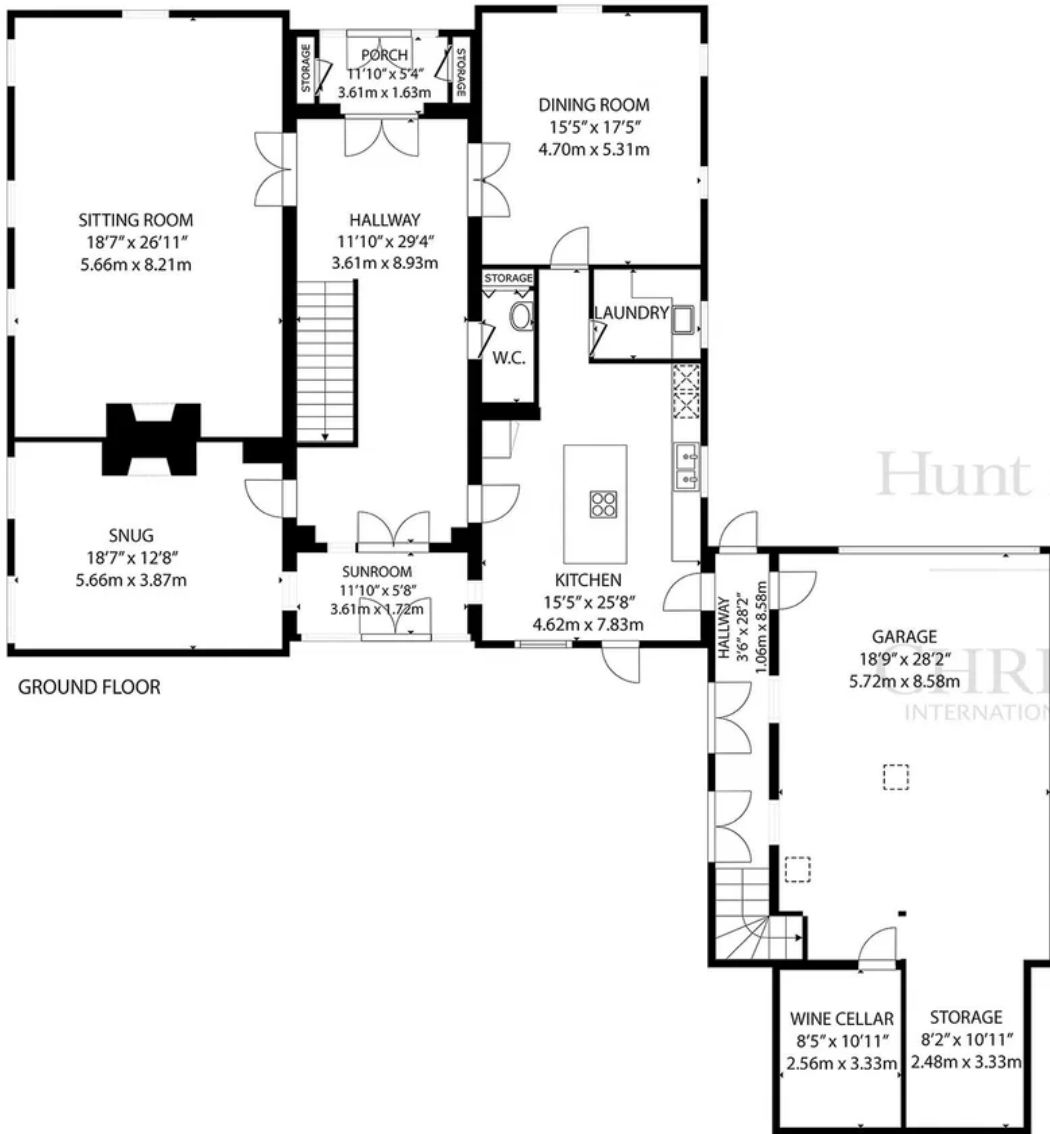 STORAGE
PORCH
11'10" x 5'4"
3.61m x 1.63m
STORAGE
DINING ROOM
15'5" x 17'5"
4.70m x 5.31m
SITTING ROOM
18'7" x 26'11"
5.66m x 8.21m
HALLWAY
11'10" x 29'4"
3.61m x 8.93m
STORAGE
W.C.
LAUNDRY
Hunt
SNUG
18'7" x 12'8"
5.66m x 3.87m
SUNROOM
11'10" x 5'8"
3.61m x 1.72m
KITCHEN
15'5" x 25'8"
4.62m x 7.83m
HALLWAY
3'6" x 28'2"
1.06m x 8.58m
GARAGE
18'9" x 28'2"
5.72m x 8.58m
CHRI
INTERNATION
GROUND FLOOR
WINE CELLAR
8'5" x 10'11"
2.56m x 3.33m
STORAGE
8'2" x 10'11"
2.48m x 3.33m